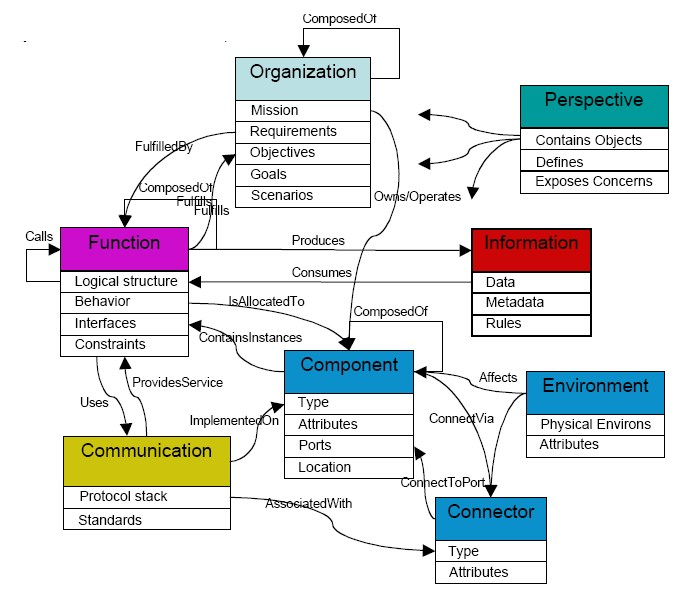 ComposedOf
Organization
Mission
Requirements
Objectives
Goals
Scenarios
Perspective
Contains Objects
Defines
Exposes Concerns
FulfilledBy
ComposedOf
Fulfills
Fulfills
Owns/Operates
Calls
Function
Logical structure
Behavior
Interfaces
Constraints
Produces
Consumes
Information
Data
Metadata
Rules
IsAllocatedTo
ComposedOf
ContainsInstances
Component
Type
Attributes
Ports
Location
Affects
Environment
Physical Environs
Attributes
ProvidesService
Uses
ImplementedOn
ConnectVia
Communication
Protocol stack
Standards
AssociatedWith
ConnectToPort
Connector
Type
Attributes